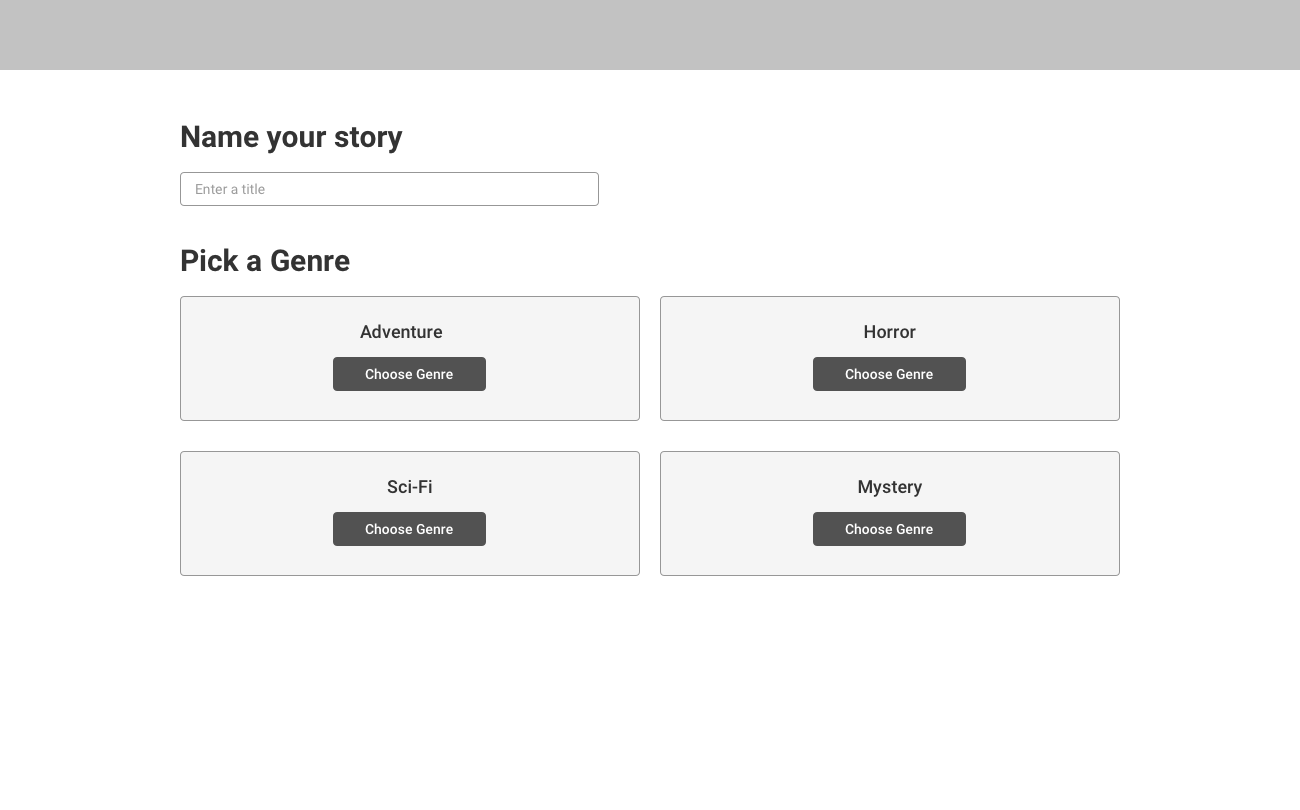 Name your story
Enter a title
Pick a Genre
Adventure
Choose Genre
Horror
Choose Genre
Sci-Fi
Choose Genre
Mystery
Choose Genre